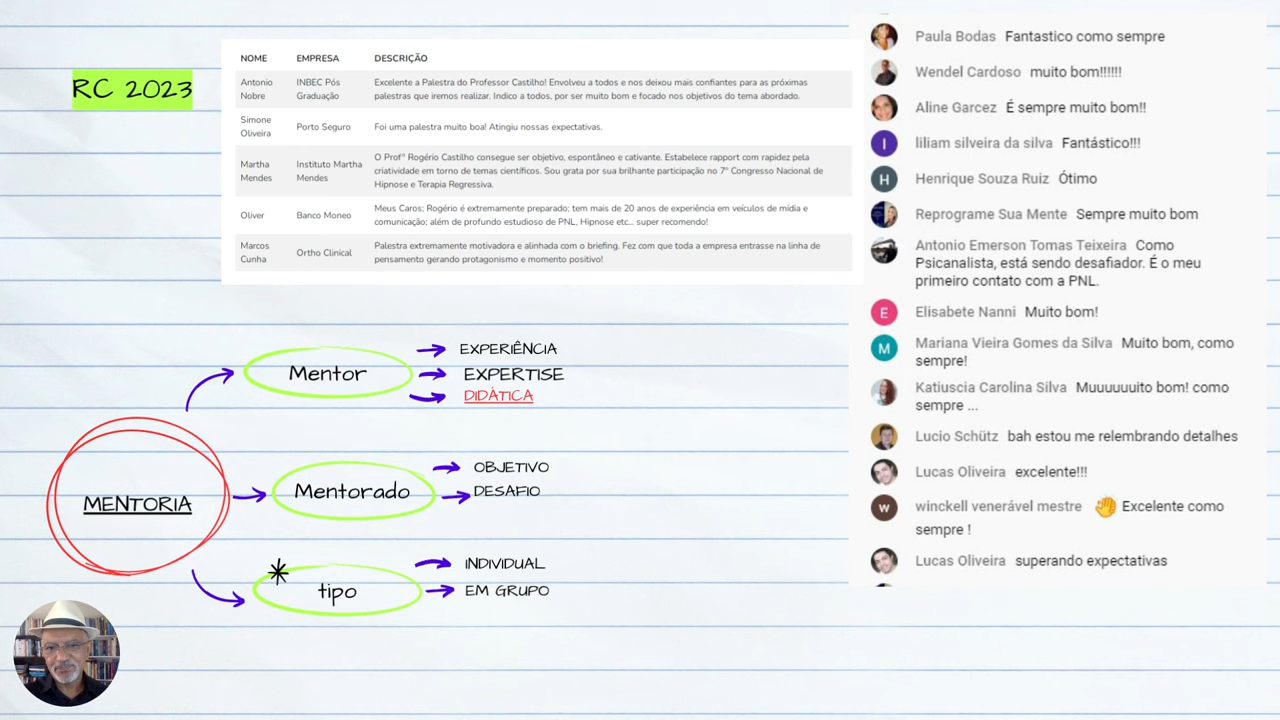 RC 2023
NOME EMPRESA DESCRIÇÃO
Antonio Nobre INBEC Pós Graduação Excelente a Palestra do Professor Castilho! Envolveu a todos e nos deixou mais confiantes para as próximas
palestras que iremos realizar. Indico a todos, por ser muito bom e focado nos objetivos do tema abordado.
Simone Oliveira Porto Seguro Foi uma palestra muito boa! Atingiu nossas expectativas.
Martha Mendes Instituto Martha Mendes O Profº Rogério Castilho consegue ser objetivo, espontâneo e cativante. Estabelece rapport com rapidez pela
criatividade em torno de temas científicos. Sou grata por sua brilhante participação no 7º Congresso Nacional de
Hipnose e Terapia Regressiva.
Oliver Banco Moneo Meus Caros; Rogério é extremamente preparado; tem mais de 20 anos de experiência em veículos de mídia e
comunicação; além de profundo estudioso de PNL, Hipnose etc... super recomendo!
Marcos Cunha Ortho Clinical Palestra extremamente motivadora e alinhada com o briefing. Fez com que toda a empresa entrasse na linha de
pensamento gerando protagonismo e momento positivo!
Paula Bodas Fantastico como sempre
Wendel Cardoso muito bom!!!!!!
Aline Garcez É sempre muito bom!!
I
liliam silveira da silva Fantástico!!!
H
Henrique Souza Ruiz Ótimo
Reprograme Sua Mente Sempre muito bom
Antonio Emerson Tomas Teixeira Como
Psicanalista, está sendo desafiador. É o meu
primeiro contato com a PNL.
E
Elisabete Nanni Muito bom!
M
Mariana Vieira Gomes da Silva Muito bom, como
sempre!
Katiuscia Carolina Silva Muuuuuuito bom! como
sempre ...
Lucio Schütz bah estou me relembrando detalhes
Lucas Oliveira excelente!!!
w
winckell venerável mestre 👋 Excelente como
sempre !
Lucas Oliveira superando expectativas
MENTORIA
Mentor
EXPERIÊNCIA
EXPERTISE
DIDÁTICA
Mentorado
OBJETIVO
DESAFIO
* tipo
INDIVIDUAL
EM GRUPO